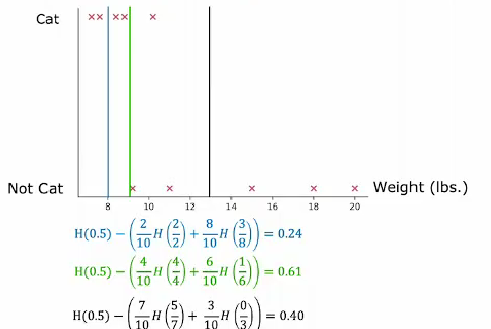 Cat
Not Cat
8 10 12 14 16 18 20
Weight (lbs.)
H(0.5) − (2/10 H(2/2) + 8/10 H(3/8)) = 0.24
H(0.5) − (4/10 H(4/4) + 6/10 H(1/6)) = 0.61
H(0.5) − (7/10 H(5/7) + 3/10 H(0/3)) = 0.40